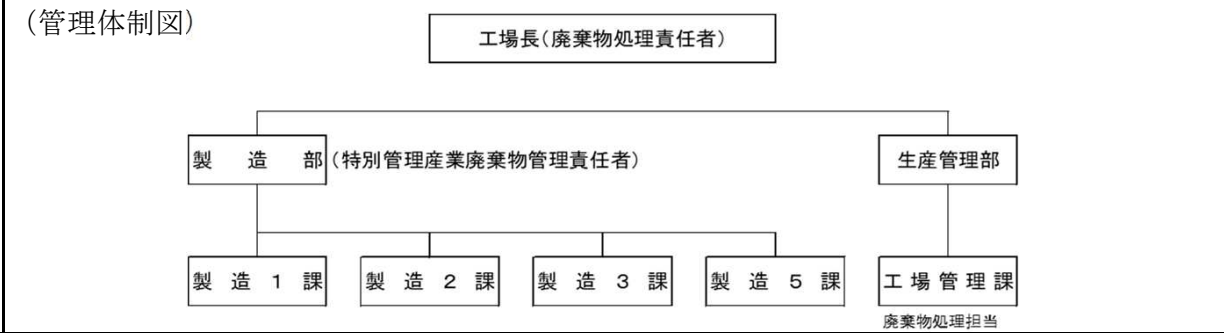 （管理体制図）
工場長（廃棄物処理責任者）
製造部（特別管理産業廃棄物管理責任者）
生産管理部
製造１課
製造２課
製造３課
製造５課
工場管理課
廃棄物処理担当